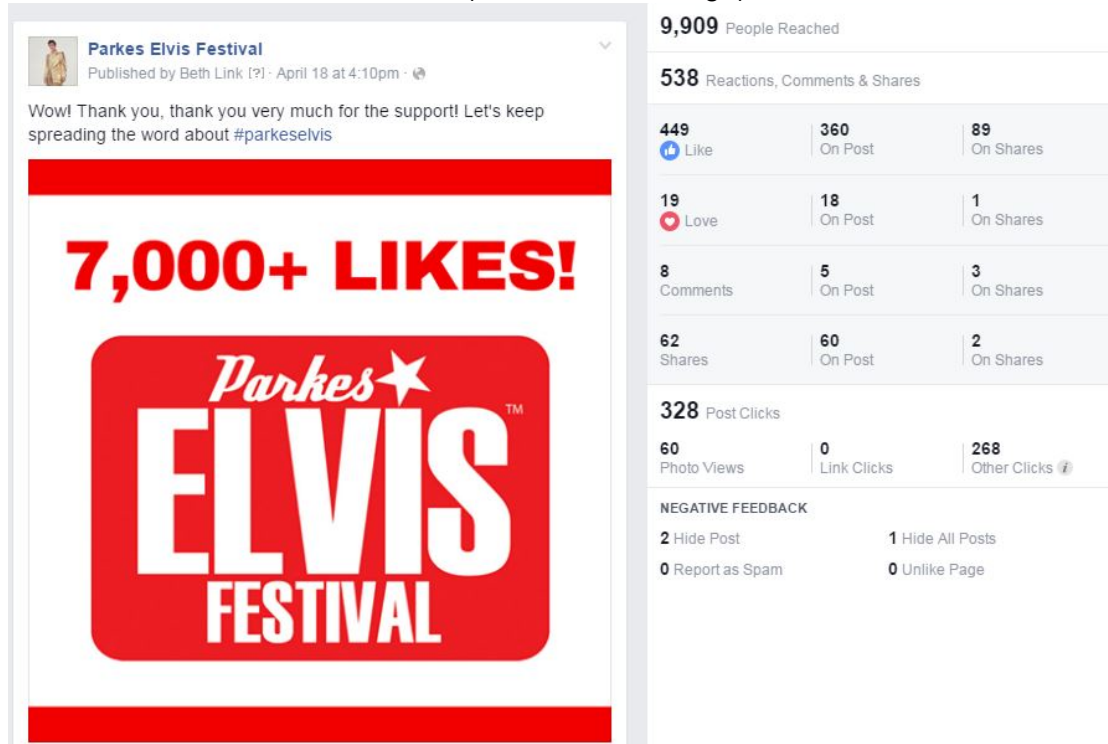 Parkes Elvis Festival
Published by Beth Link [?] · April 18 at 4:10pm ·
Wow! Thank you, thank you very much for the support! Let's keep
spreading the word about #parkeselvis
7,000+ LIKES!
Parkes
ELVIS
TM
FESTIVAL
9,909 People Reached
538 Reactions, Comments & Shares
449 360 89
Like On Post On Shares
19 18 1
Love On Post On Shares
8 5 3
Comments On Post On Shares
62 60 2
Shares On Post On Shares
328 Post Clicks
60 0 268
Photo Views Link Clicks Other Clicks i
NEGATIVE FEEDBACK
2 Hide Post 1 Hide All Posts
0 Report as Spam 0 Unlike Page